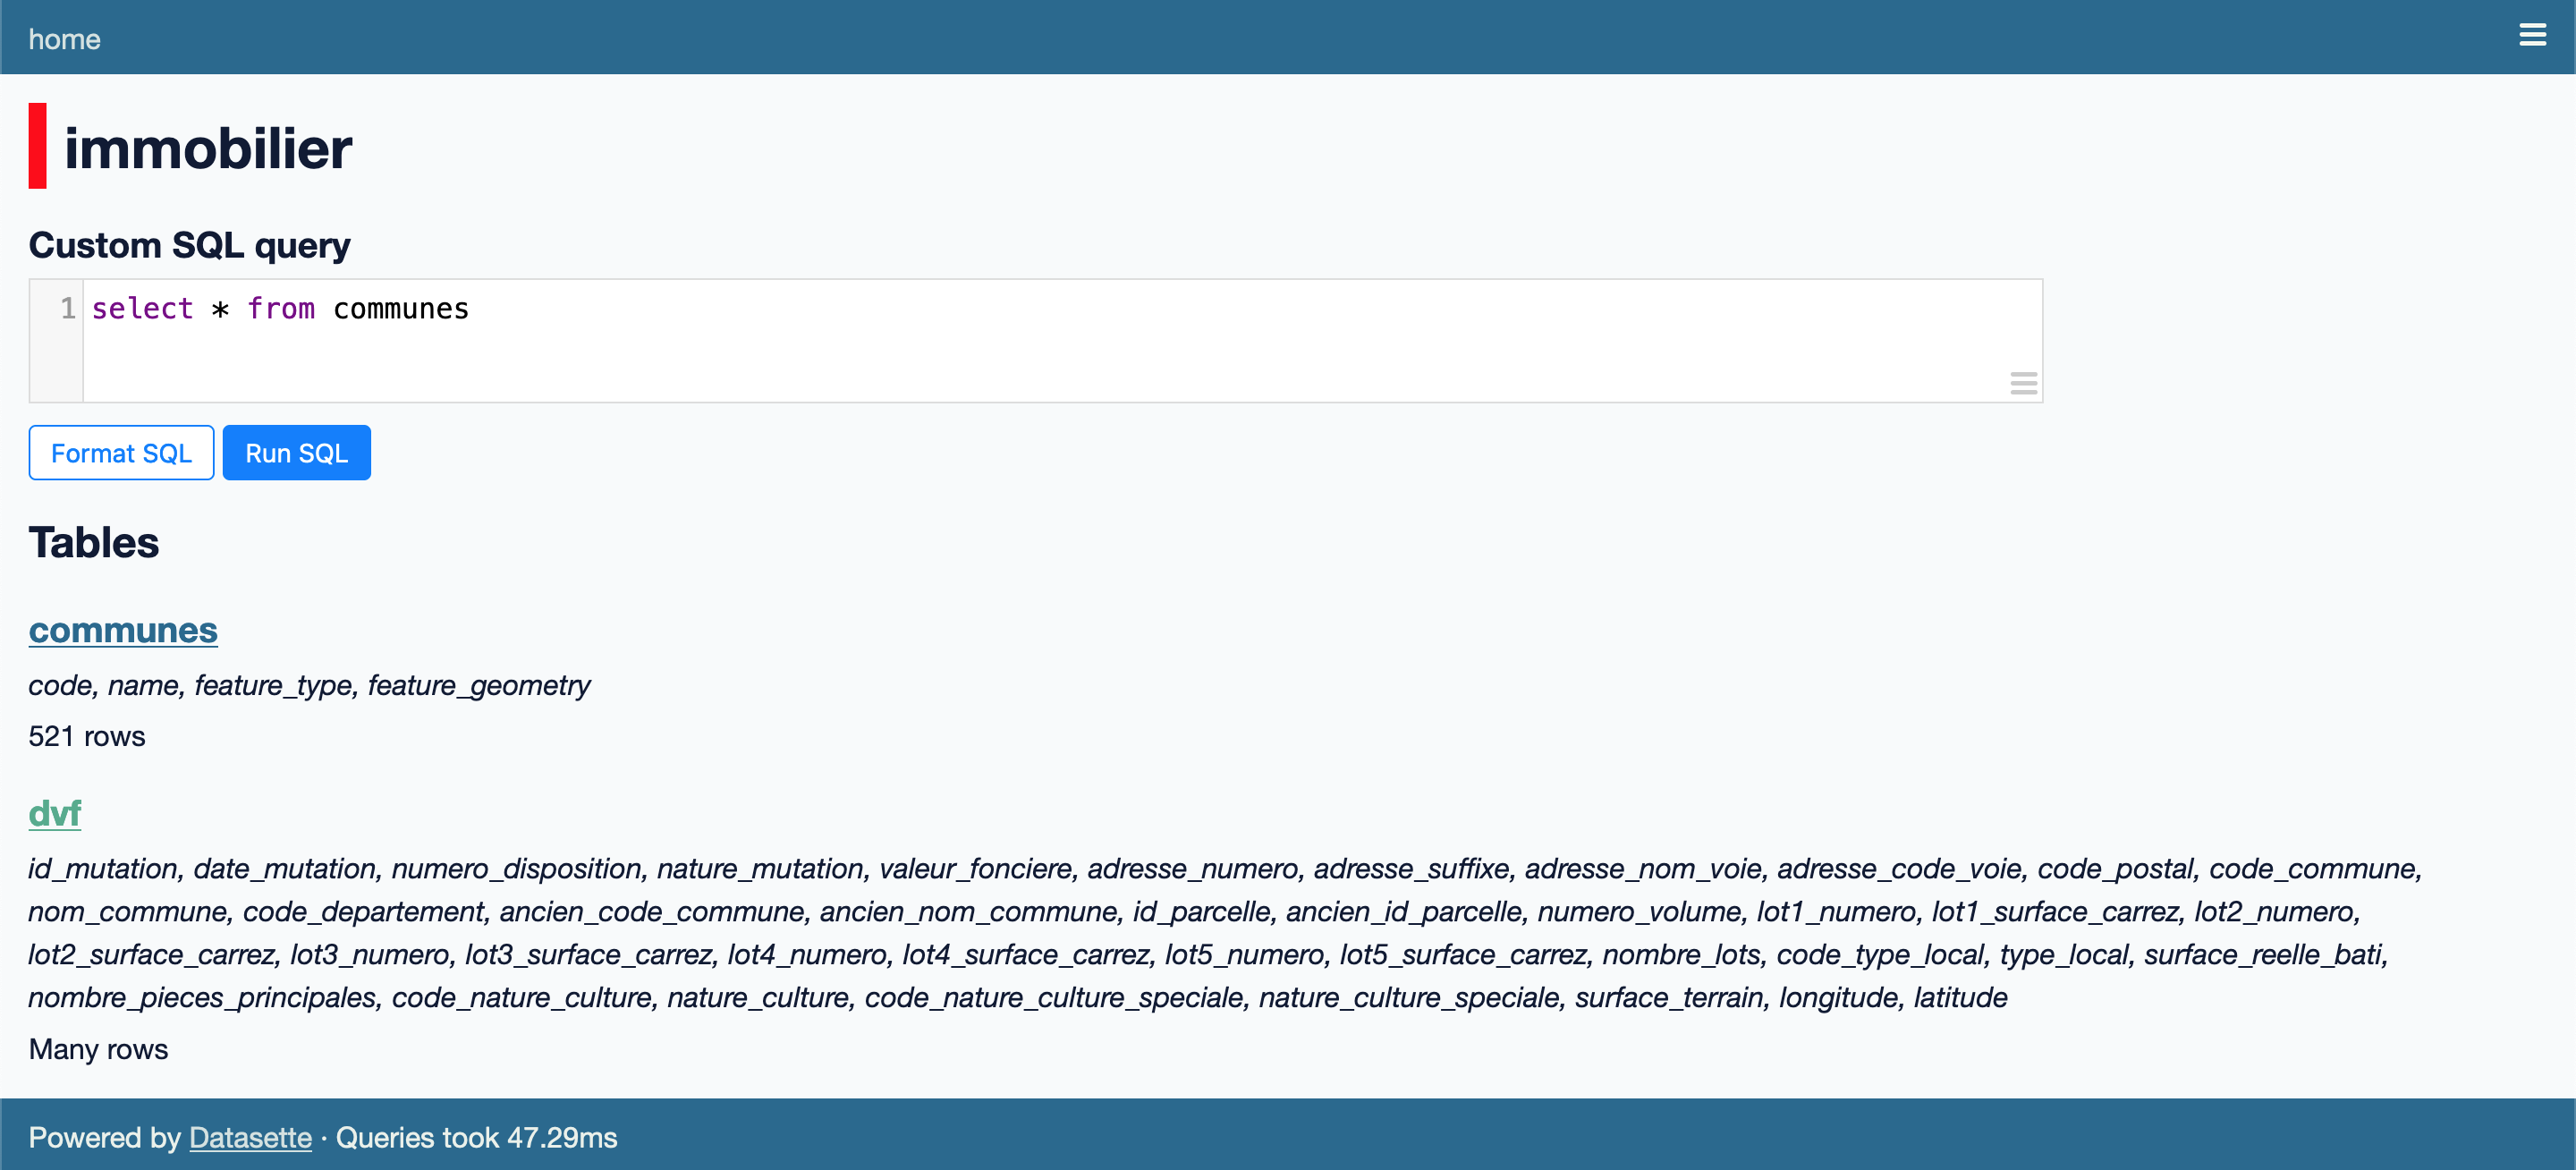 home
immobilier
Custom SQL query
1 select * from communes
Format SQL Run SQL
Tables
communes
code, name, feature_type, feature_geometry
521 rows
dvf
id_mutation, date_mutation, numero_disposition, nature_mutation, valeur_fonciere, adresse_numero, adresse_suffixe, adresse_nom_voie, adresse_code_voie, code_postal, code_commune,
nom_commune, code_departement, ancien_code_commune, ancien_nom_commune, id_parcelle, ancien_id_parcelle, numero_volume, lot1_numero, lot1_surface_carrez, lot2_numero,
lot2_surface_carrez, lot3_numero, lot3_surface_carrez, lot4_numero, lot4_surface_carrez, lot5_numero, lot5_surface_carrez, nombre_lots, code_type_local, type_local, surface_reelle_bati,
nombre_pieces_principales, code_nature_culture, nature_culture, code_nature_culture_speciale, nature_culture_speciale, surface_terrain, longitude, latitude
Many rows
Powered by Datasette · Queries took 47.29ms